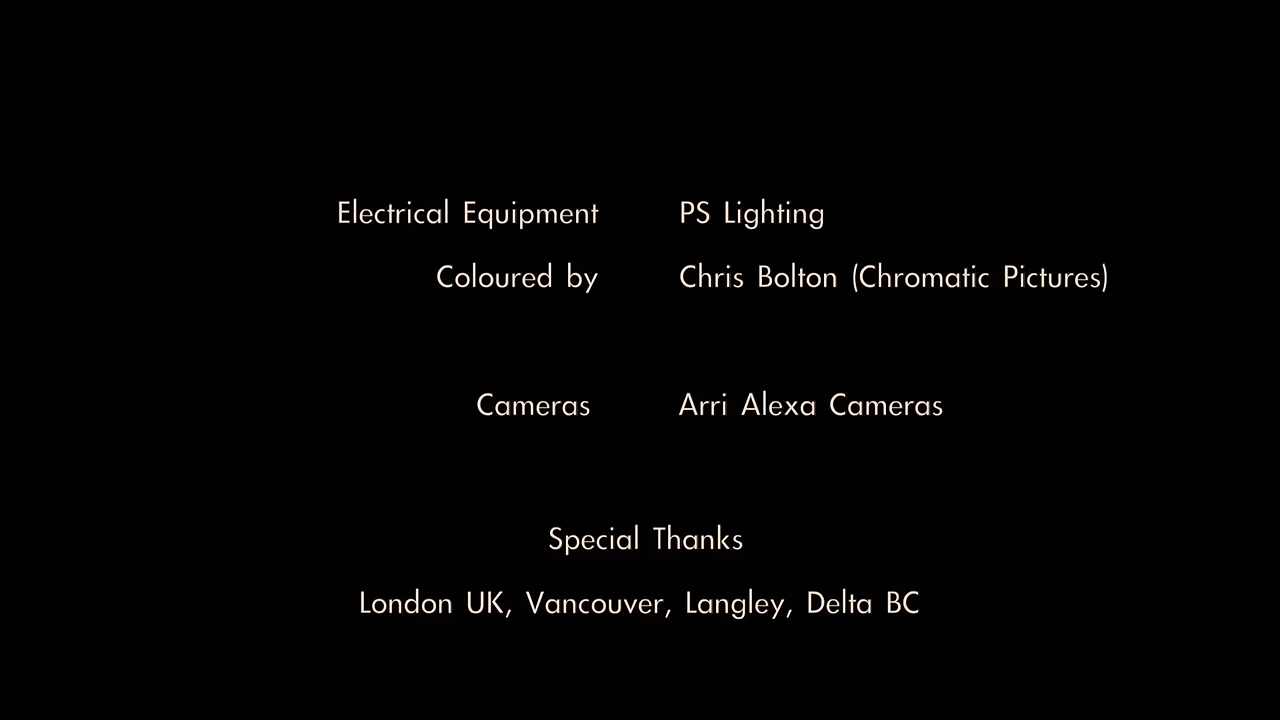 Electrical Equipment PS Lighting
Coloured by Chris Bolton (Chromatic Pictures)
Cameras Arri Alexa Cameras
Special Thanks
London UK, Vancouver, Langley, Delta BC